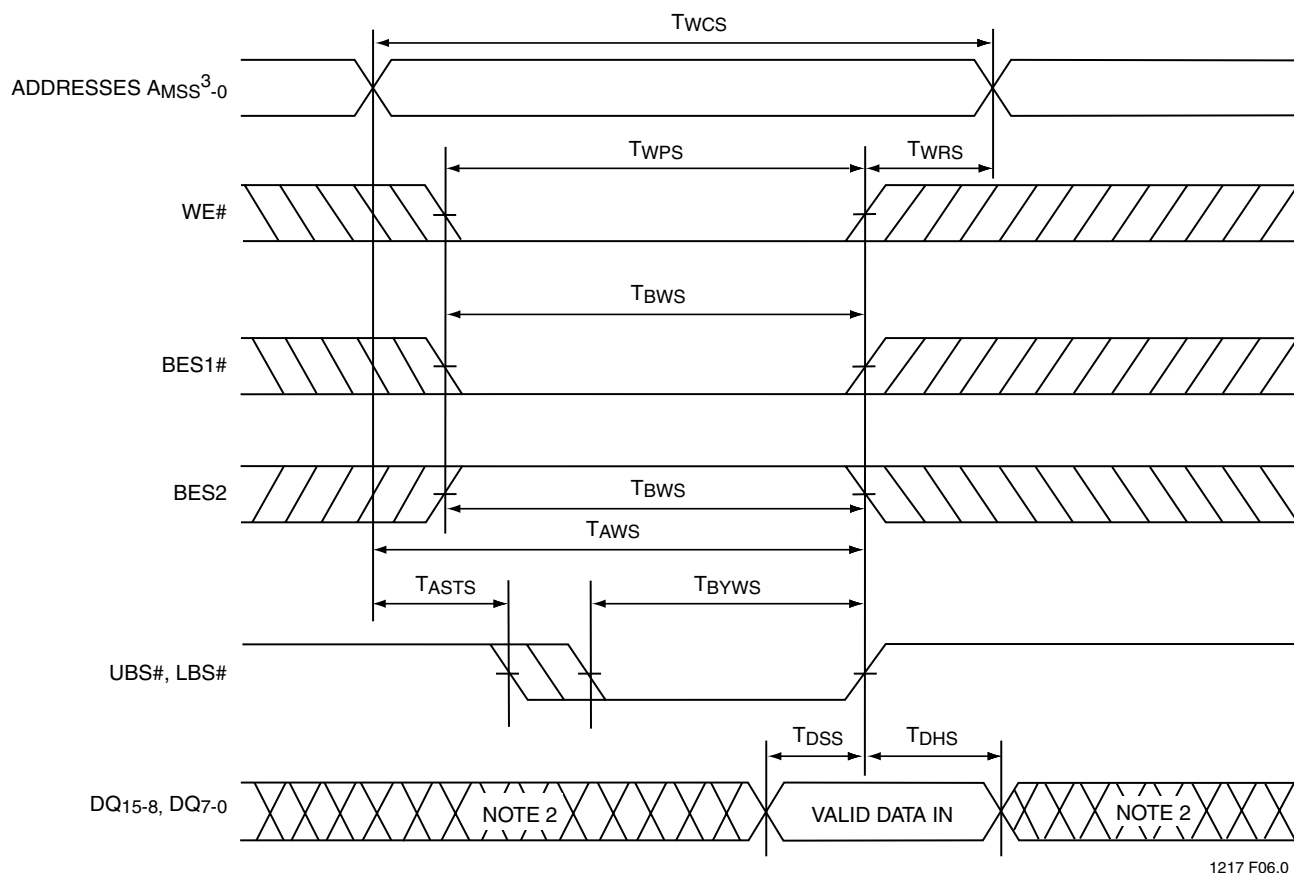 TWCS
ADDRESSES AMSS3-0
TWPS
TWRS
WE#
TBWS
BES1#
BES2
TBWS
TAWS
TASTS
TBYWS
UBS#, LBS#
TDSS
TDHS
DQ15-8, DQ7-0
NOTE 2
VALID DATA IN
NOTE 2
1217 F06.0